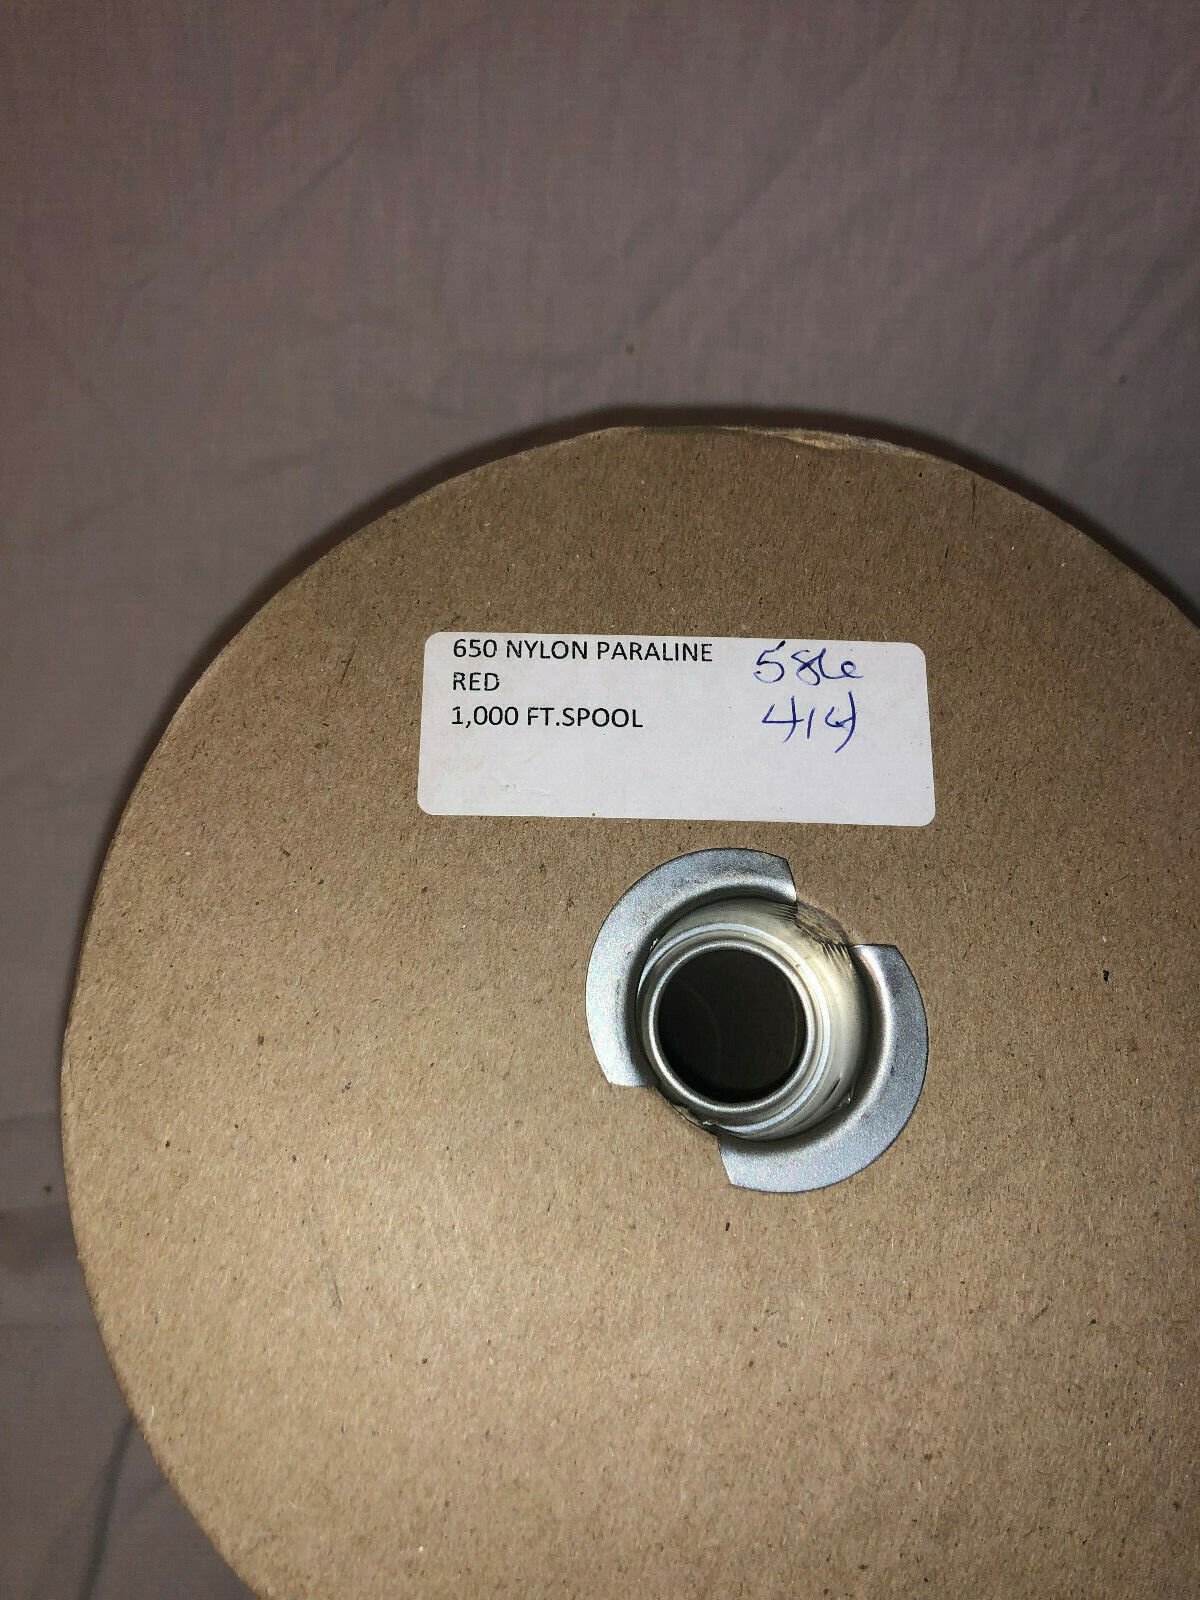 650 NYLON PARALINE
RED
1,000 FT.SPOOL
586
414